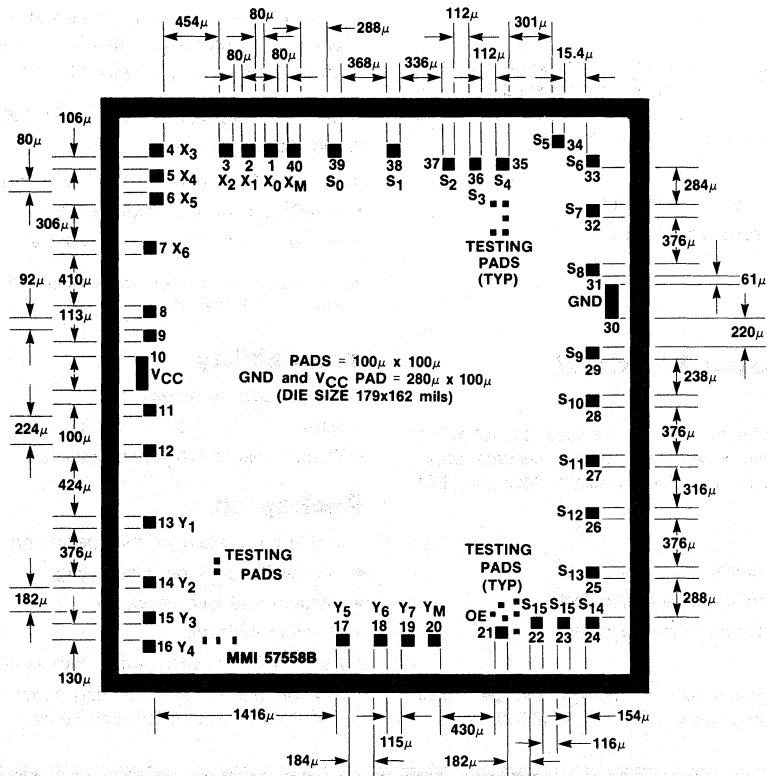 80μ
112μ
301μ
454μ
288μ
80μ
80μ
368μ
336μ
112μ
15.4μ
106μ
80μ
306μ
92μ
410μ
113μ
224μ
100μ
424μ
376μ
182μ
130μ
4 X3
5 X4
6 X5
7 X6
8
9
10
VCC
11
12
13 Y1
14 Y2
15 Y3
16 Y4
3 2 1 40 39 38 37 36 35
X2 X1 X0 XM S0 S1 S2 S3 S4
TESTING
PADS
(TYP)
S5 34
S6
33
S7
32
S8
31
GND
30
S9
29
S10
28
S11
27
S12
26
S13
25
PADS = 100μ x 100μ
GND and VCC PAD = 280μ x 100μ
(DIE SIZE 179x162 mils)
TESTING
PADS
TESTING
PADS
(TYP)
MMI 57558B
Y5 Y6 Y7 YM
17 18 19 20
OE
21
S15 S15 S14
22 23 24
284μ
376μ
61μ
220μ
238μ
376μ
316μ
376μ
288μ
1416μ
430μ
154μ
115μ
116μ
184μ
182μ